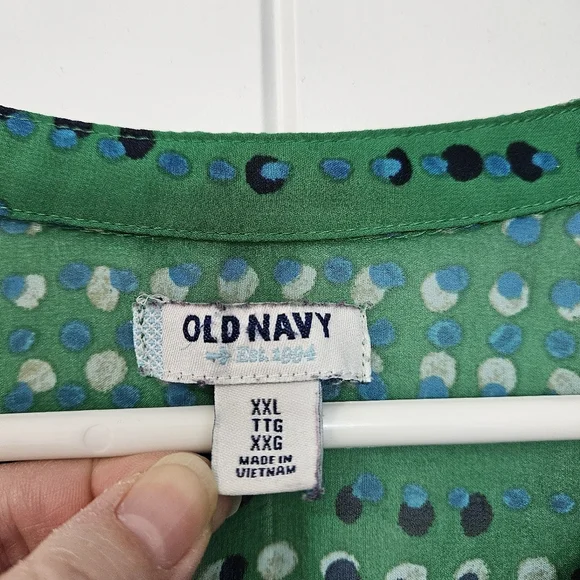 OLD NAVY
Est. 1994
XXL
TTG
XXG
MADE IN
VIETNAM